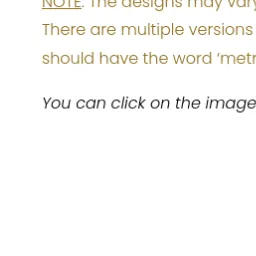 NOTE: The designs may vary
There are multiple versions
should have the word ‘metr
You can click on the image